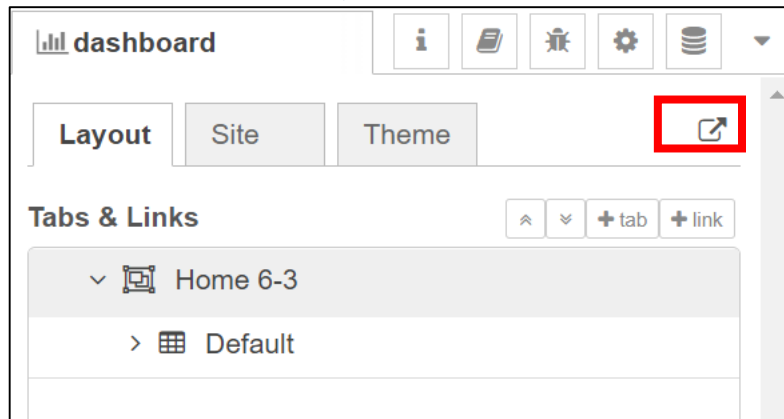 dashboard
Layout Site Theme
Tabs & Links + tab + link
Home 6-3
Default